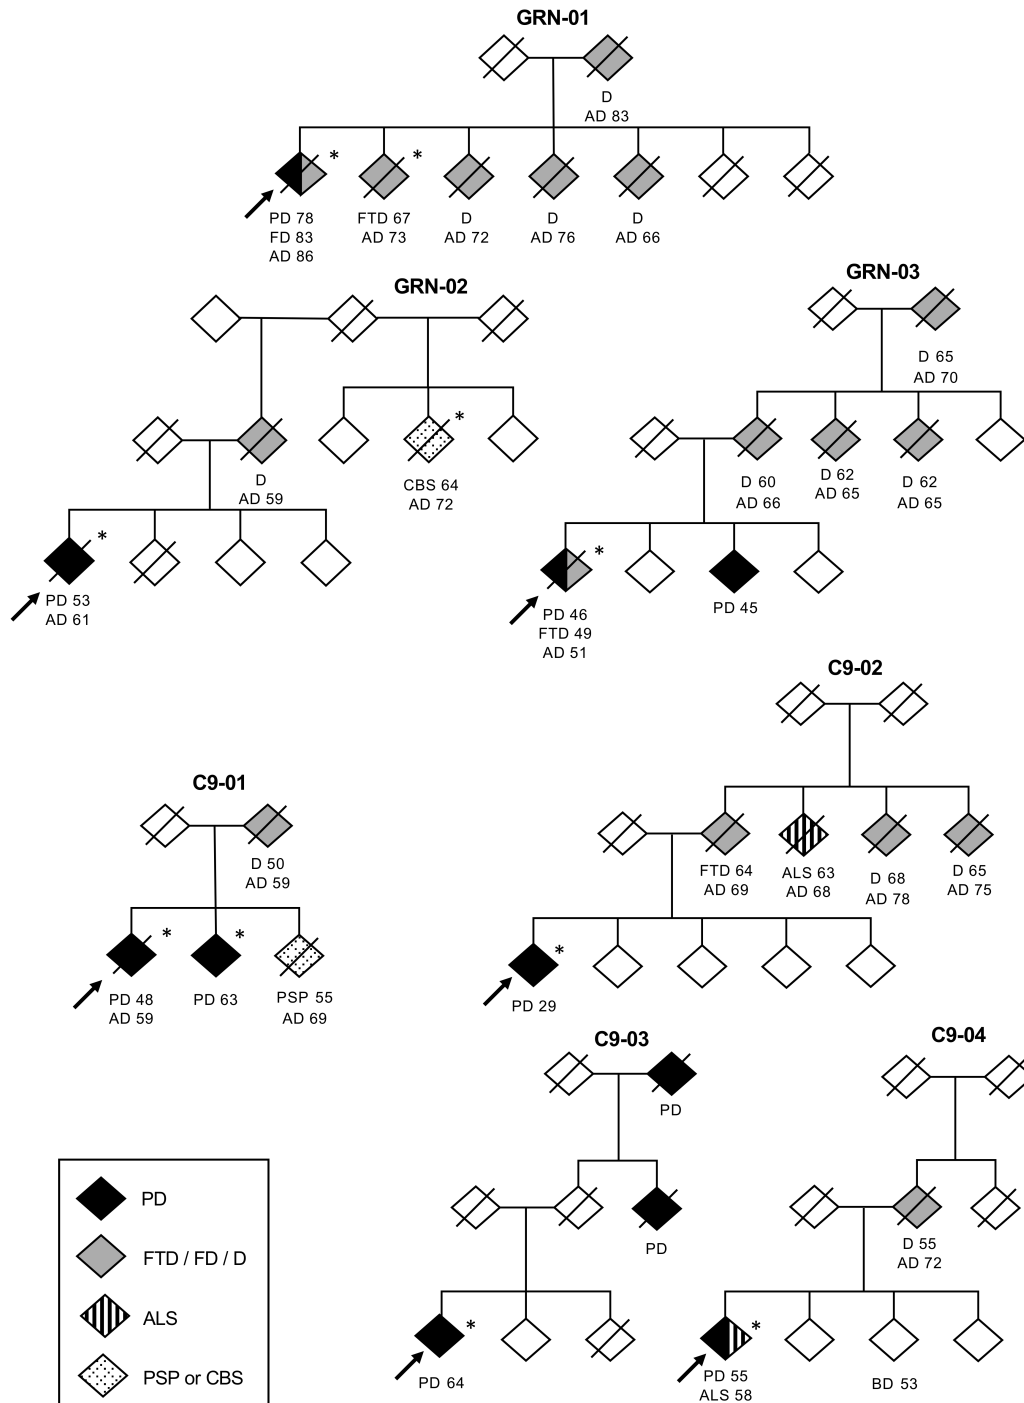 GRN-01
D
AD 83
*
*
PD 78
FD 83
AD 86
FTD 67
AD 73
D
AD 72
D
AD 76
D
AD 66
GRN-02
D
AD 59
*
CBS 64
AD 72
*
PD 53
AD 61
GRN-03
D 65
AD 70
D 60
AD 66
D 62
AD 65
D 62
AD 65
*
PD 46
FTD 49
AD 51
PD 45
C9-01
D 50
AD 59
*
*
PD 48
AD 59
PD 63
PSP 55
AD 69
C9-02
FTD 64
AD 69
ALS 63
AD 68
D 68
AD 78
D 65
AD 75
*
PD 29
C9-03
PD
PD
*
PD 64
C9-04
D 55
AD 72
*
PD 55
ALS 58
BD 53
PD
FTD / FD / D
ALS
PSP or CBS